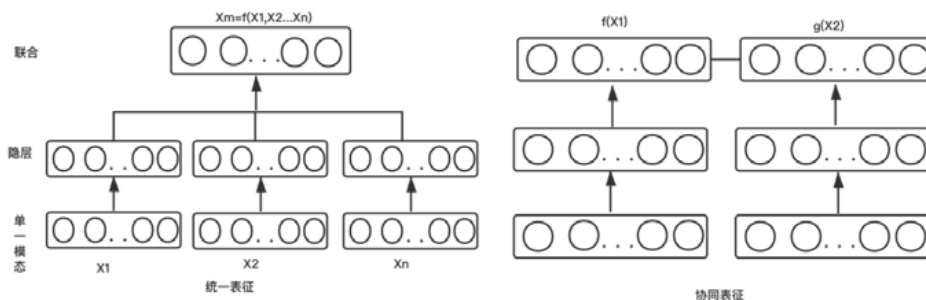 Xm=f(X1,X2...Xn)
联合
隐层
单一模态
X1
X2
Xn
统一表征
f(X1)
g(X2)
协同表征